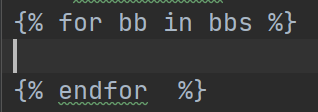 {% for bb in bbs %}
{% endfor  %}